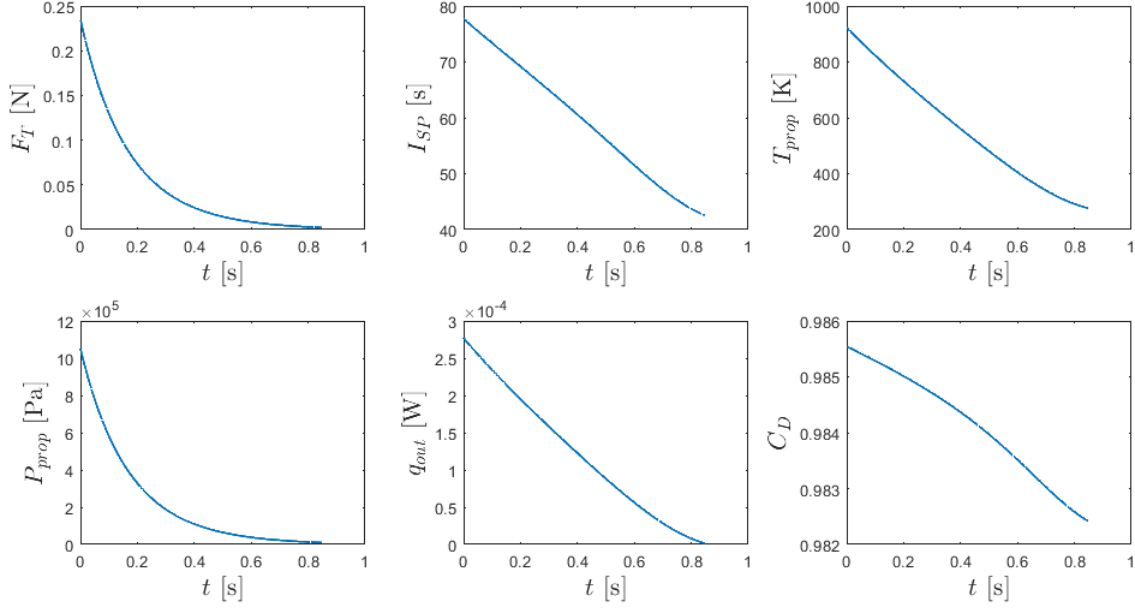 0.25
0.2
0.15
0.1
0.05
0
F_T [N]
0 0.2 0.4 0.6 0.8 1
t [s]
80
70
60
50
40
I_SP [s]
0 0.2 0.4 0.6 0.8 1
t [s]
1000
800
600
400
200
T_prop [K]
0 0.2 0.4 0.6 0.8 1
t [s]
×10^5
12
10
8
6
4
2
0
P_prop [Pa]
0 0.2 0.4 0.6 0.8 1
t [s]
×10^-4
3
2.5
2
1.5
1
0.5
0
q_out [W]
0 0.2 0.4 0.6 0.8 1
t [s]
0.986
0.985
0.984
0.983
0.982
C_D
0 0.2 0.4 0.6 0.8 1
t [s]